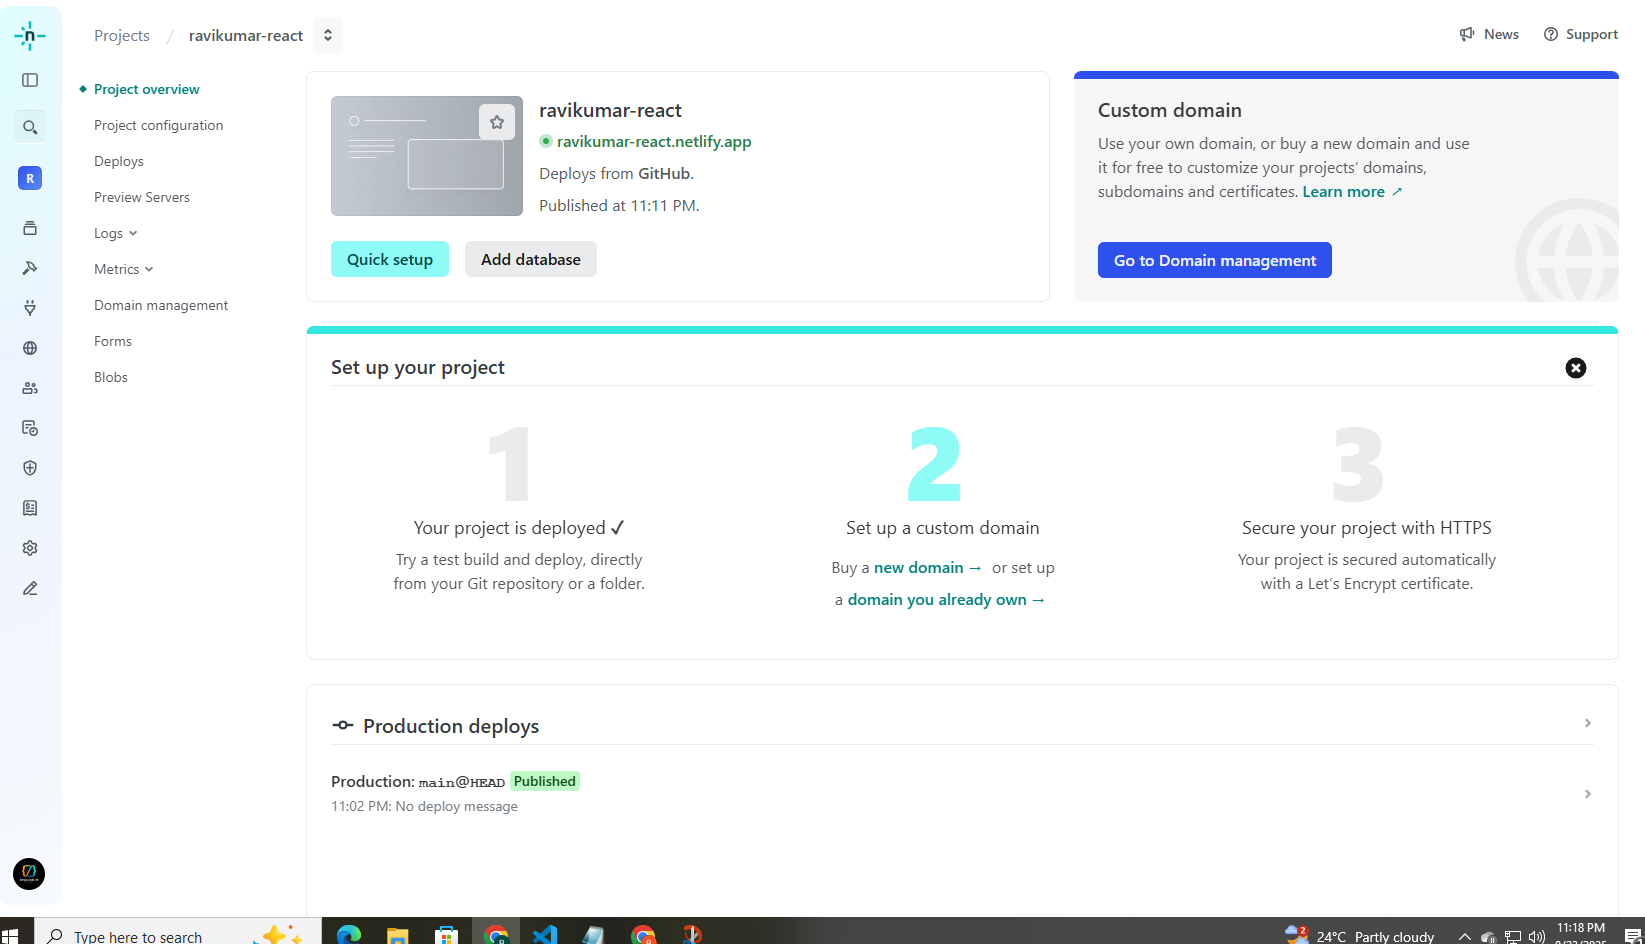 Projects / ravikumar-react
News
Support
n
R
Project overview
Project configuration
Deploys
Preview Servers
Logs
Metrics
Domain management
Forms
Blobs
ravikumar-react
ravikumar-react.netlify.app
Deploys from GitHub.
Published at 11:11 PM.
Quick setup
Add database
Custom domain
Use your own domain, or buy a new domain and use
it for free to customize your projects’ domains,
subdomains and certificates. Learn more ↗
Go to Domain management
Set up your project
1
Your project is deployed ✓
Try a test build and deploy, directly
from your Git repository or a folder.
2
Set up a custom domain
Buy a new domain → or set up
a domain you already own →
3
Secure your project with HTTPS
Your project is secured automatically
with a Let’s Encrypt certificate.
Production deploys
Production: main@HEAD Published
11:02 PM: No deploy message
Type here to search
2
24°C Partly cloudy
11:18 PM